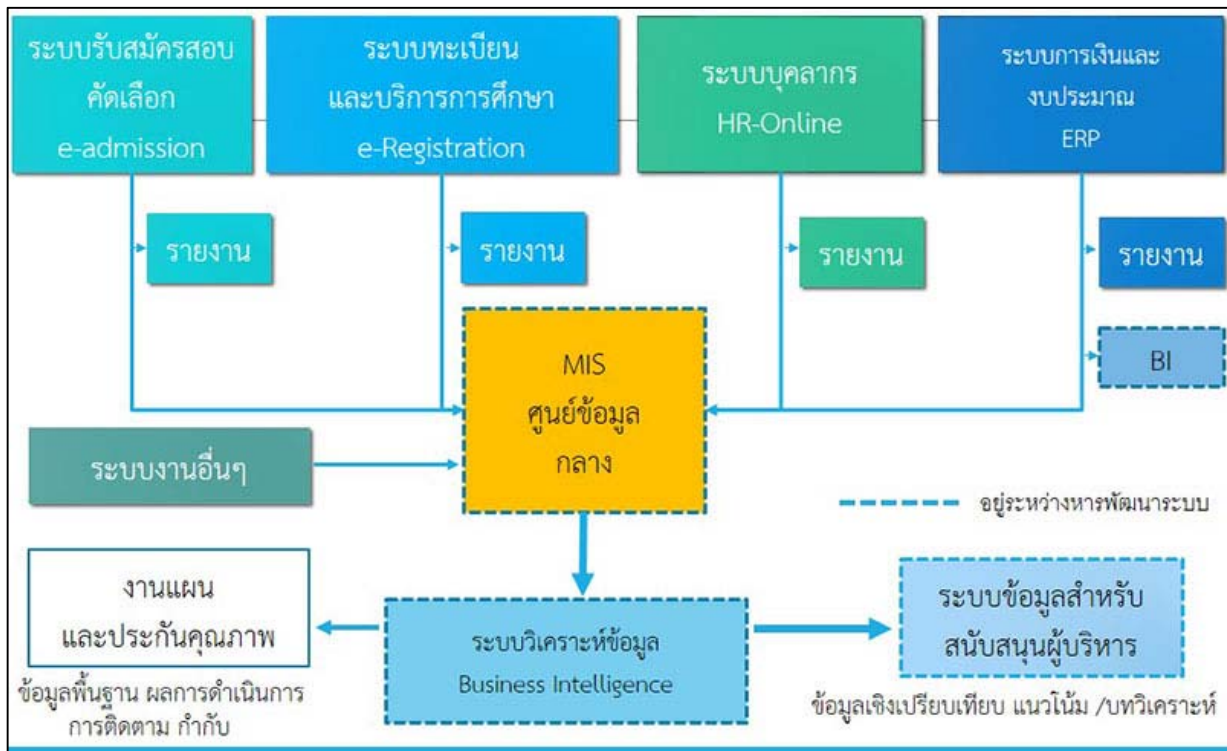 ระบบรับสมัครสอบ
คัดเลือก
e-admission
ระบบทะเบียน
และบริการการศึกษา
e-Registration
ระบบบุคลากร
HR-Online
ระบบการเงินและ
งบประมาณ
ERP
รายงาน
รายงาน
รายงาน
รายงาน
BI
MIS
ศูนย์ข้อมูล
กลาง
ระบบงานอื่นๆ
อยู่ระหว่างหารพัฒนาระบบ
งานแผน
และประกันคุณภาพ
ข้อมูลพื้นฐาน ผลการดำเนินการ
การติดตาม กำกับ
ระบบวิเคราะห์ข้อมูล
Business Intelligence
ระบบข้อมูลสำหรับ
สนับสนุนผู้บริหาร
ข้อมูลเชิงเปรียบเทียบ แนวโน้ม /บทวิเคราะห์